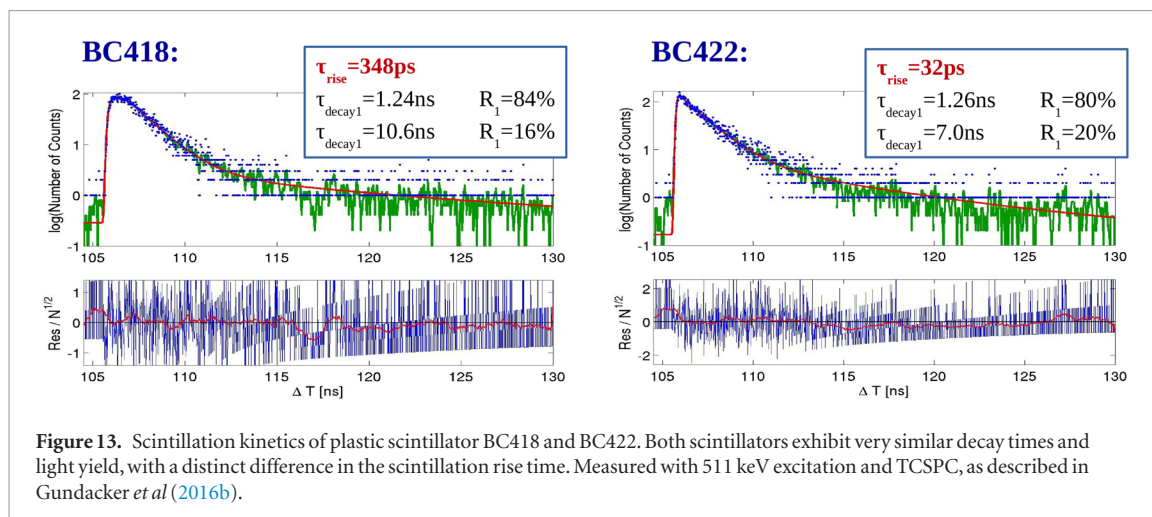 BC418:
τrise=348ps
τdecay1=1.24ns R1=84%
τdecay1=10.6ns R1=16%
log(Number of Counts)
2
1
0
-1
105 110 115 120 125 130
Res / N^1/2
1
0
-1
105 110 115 120 125 130
Δ T [ns]
BC422:
τrise=32ps
τdecay1=1.26ns R1=80%
τdecay1=7.0ns R1=20%
log(Number of Counts)
2
1
0
-1
105 110 115 120 125 130
Res / N^1/2
2
0
-2
105 110 115 120 125 130
Δ T [ns]
Figure 13. Scintillation kinetics of plastic scintillator BC418 and BC422. Both scintillators exhibit very similar decay times and
light yield, with a distinct difference in the scintillation rise time. Measured with 511 keV excitation and TCSPC, as described in
Gundacker et al (2016b).